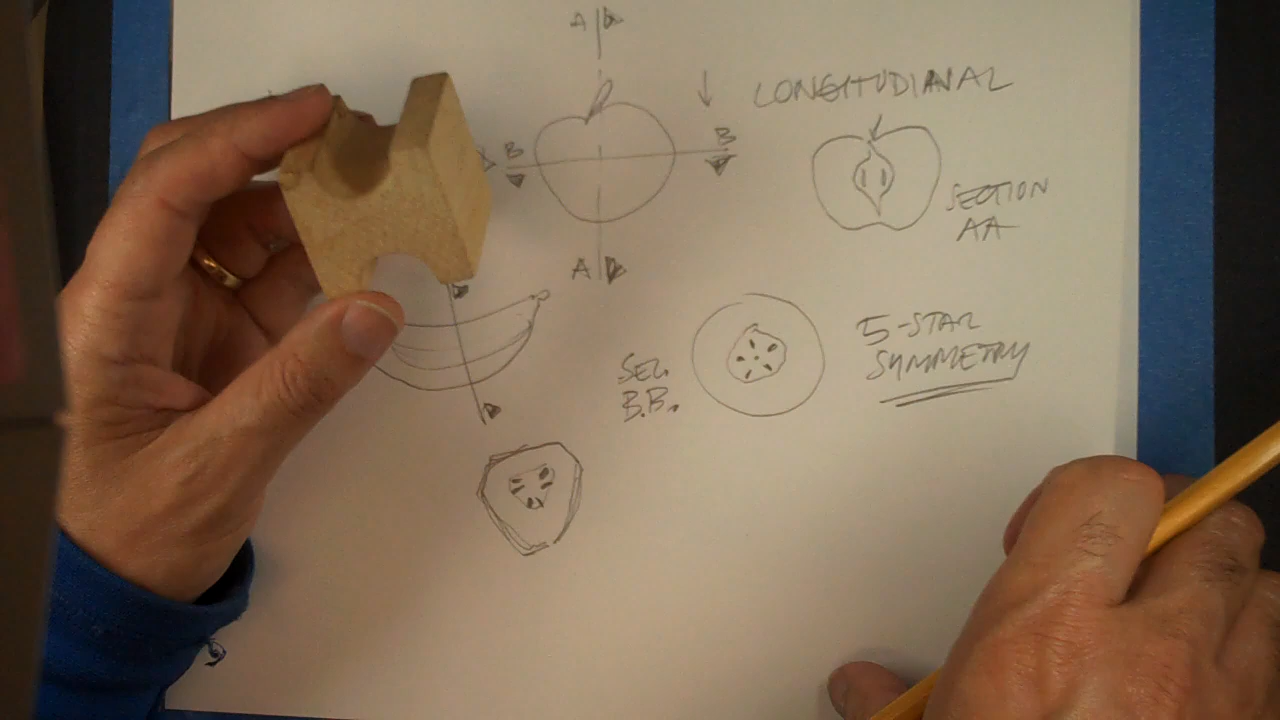 A
LONGITUDIANAL
B
B
SECTION
AA
A
5-STAR
SYMMETRY
SEC.
B.B.